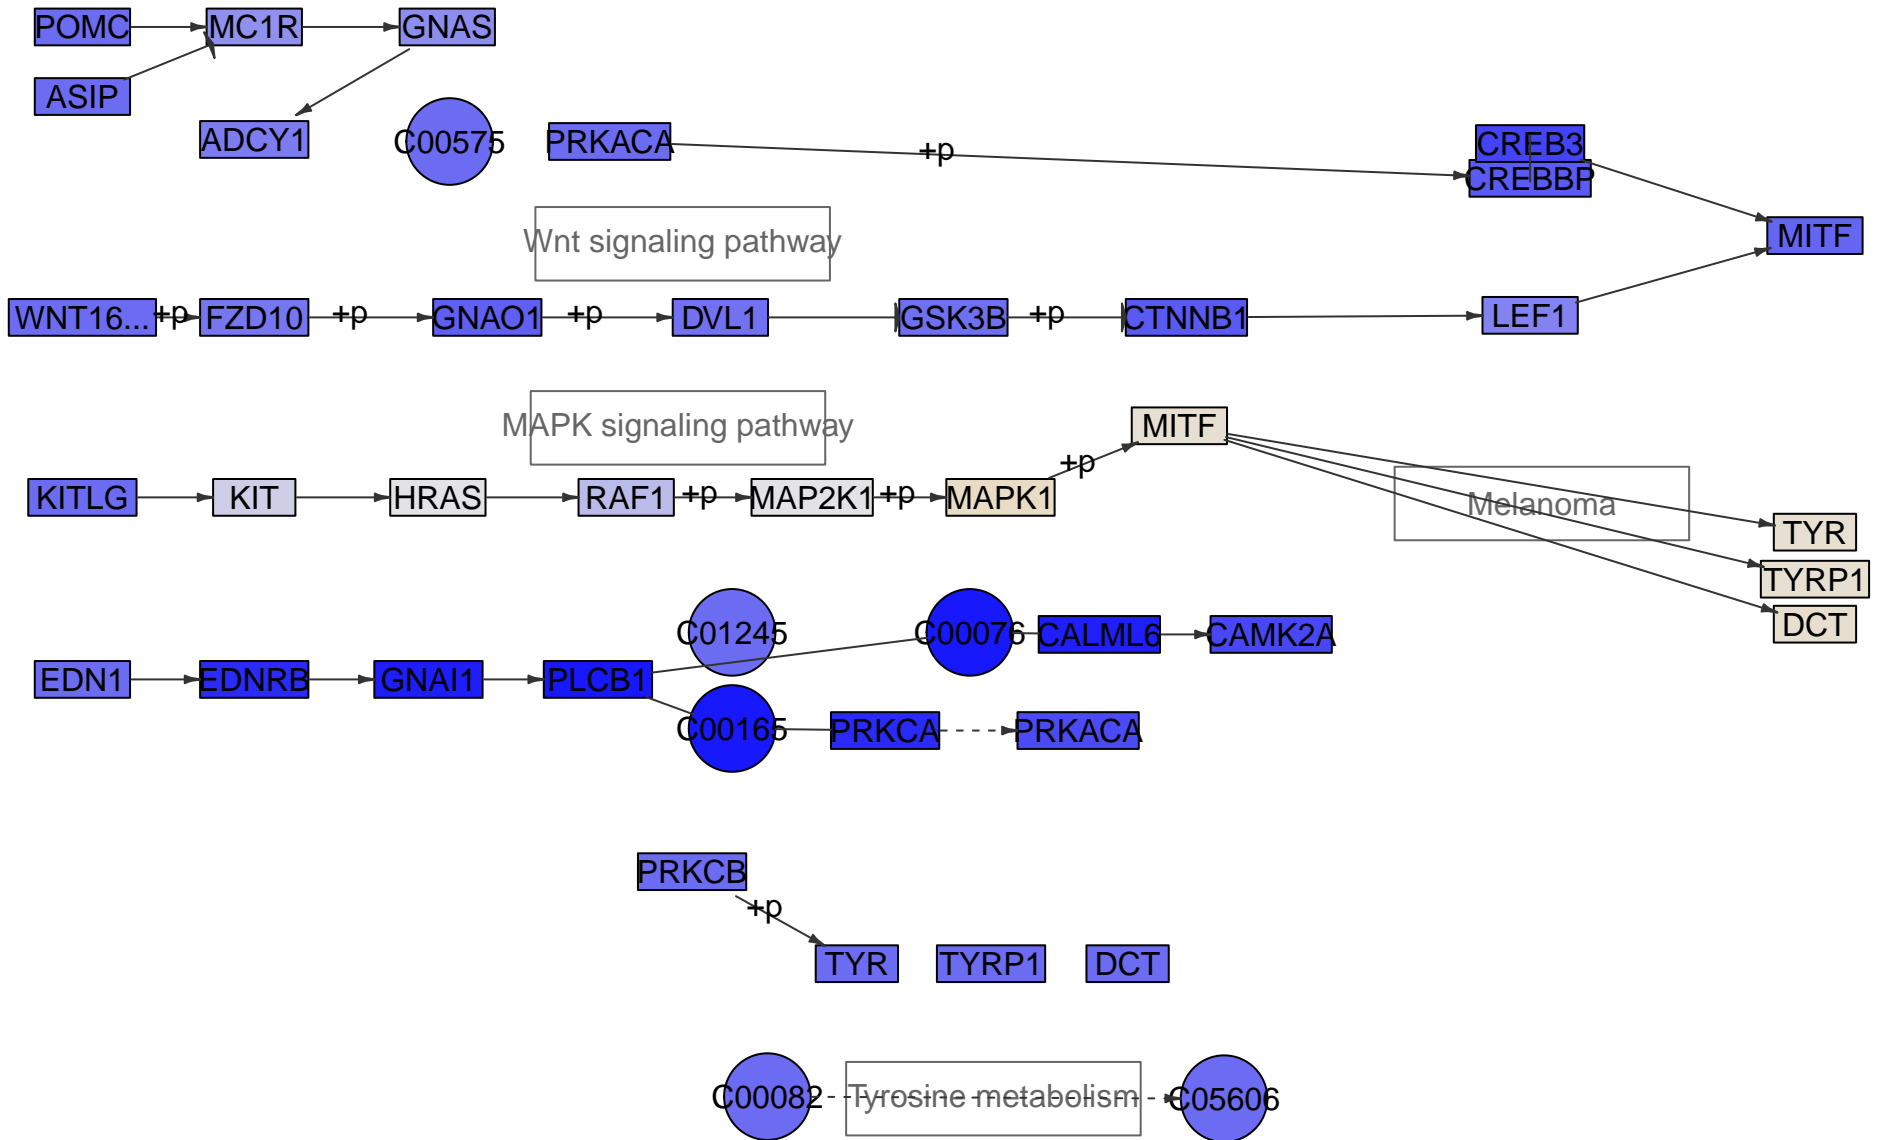 POMC MC1R GNAS
ASIP
ADCY1 C00575 PRKACA +p CREB3
CREBBP
Wnt signaling pathway MITF
WNT16... +p FZD10 +p GNAO1 +p DVL1 GSK3B +p CTNNB1 LEF1
MAPK signaling pathway MITF
+p
KITLG KIT HRAS RAF1 +p MAP2K1 +p MAPK1 Melanoma
TYR
TYRP1
DCT
C01245 C00076 CALML6 CAMK2A
EDN1 EDNRB GNAI1 PLCB1
C00165 PRKCA PRKACA
PRKCB
+p
TYR TYRP1 DCT
C00082 Tyrosine metabolism C05606